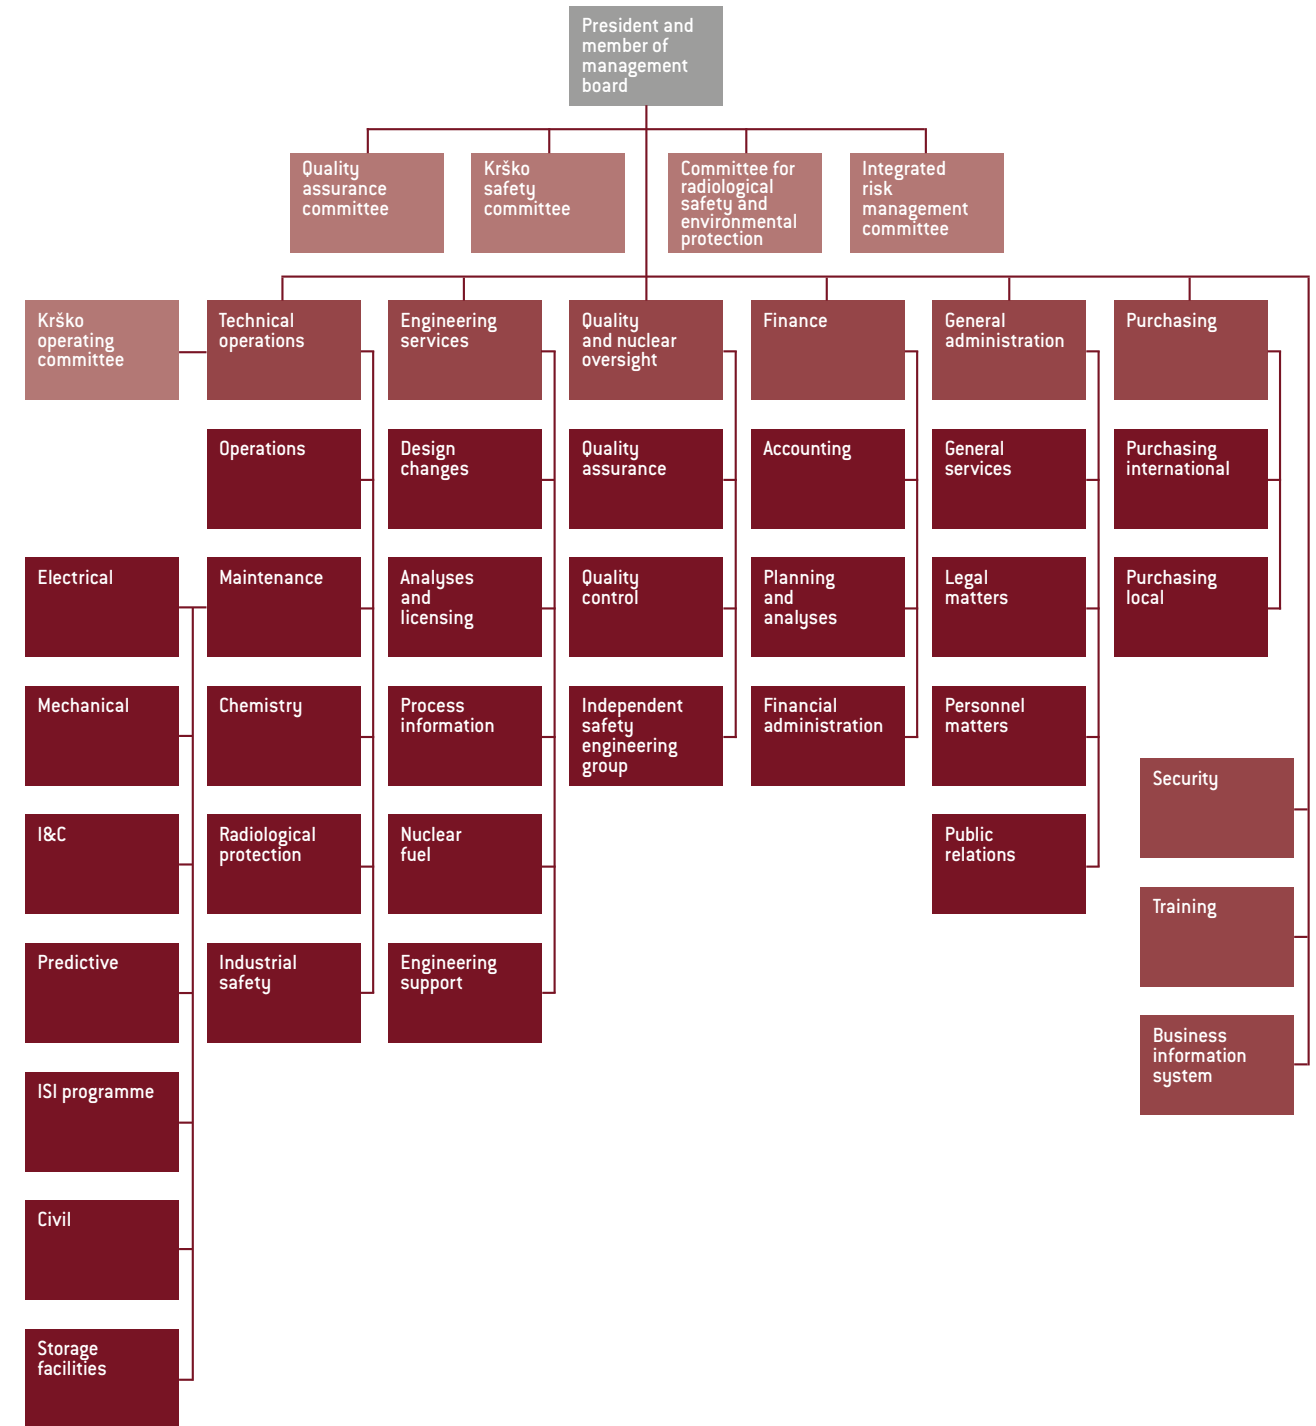 President and
member of
management
board
Quality
assurance
committee
Krško
safety
committee
Committee for
radiological
safety and
environmental
protection
Integrated
risk
management
committee
Krško
operating
committee
Technical
operations
Engineering
services
Quality
and nuclear
oversight
Finance
General
administration
Purchasing
Operations
Design
changes
Quality
assurance
Accounting
General
services
Purchasing
international
Electrical
Maintenance
Analyses
and
licensing
Quality
control
Planning
and
analyses
Legal
matters
Purchasing
local
Mechanical
Chemistry
Process
information
Independent
safety
engineering
group
Financial
administration
Personnel
matters
Security
I&C
Radiological
protection
Nuclear
fuel
Public
relations
Training
Predictive
Industrial
safety
Engineering
support
Business
information
system
ISI programme
Civil
Storage
facilities